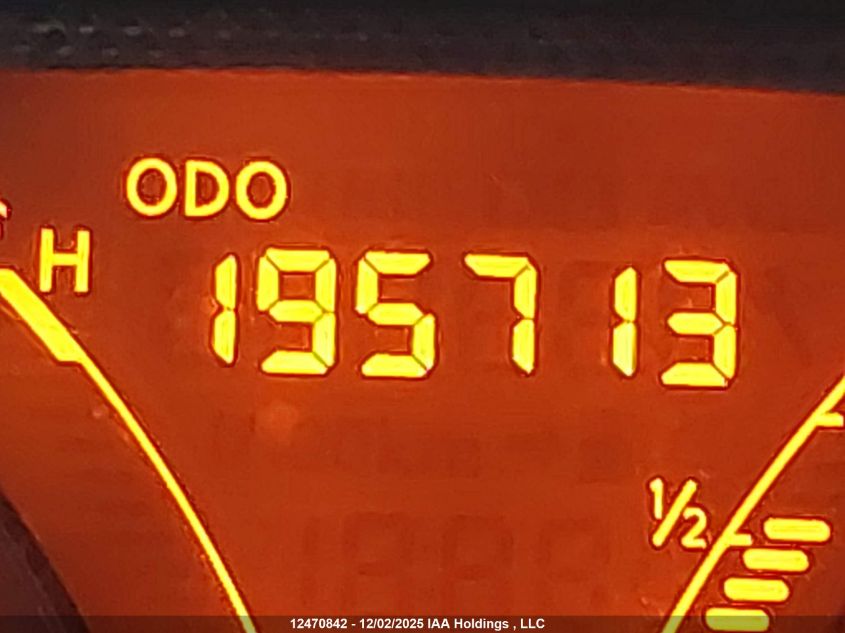 ODO
H
195713
1/2
12470842 - 12/02/2025 IAA Holdings , LLC